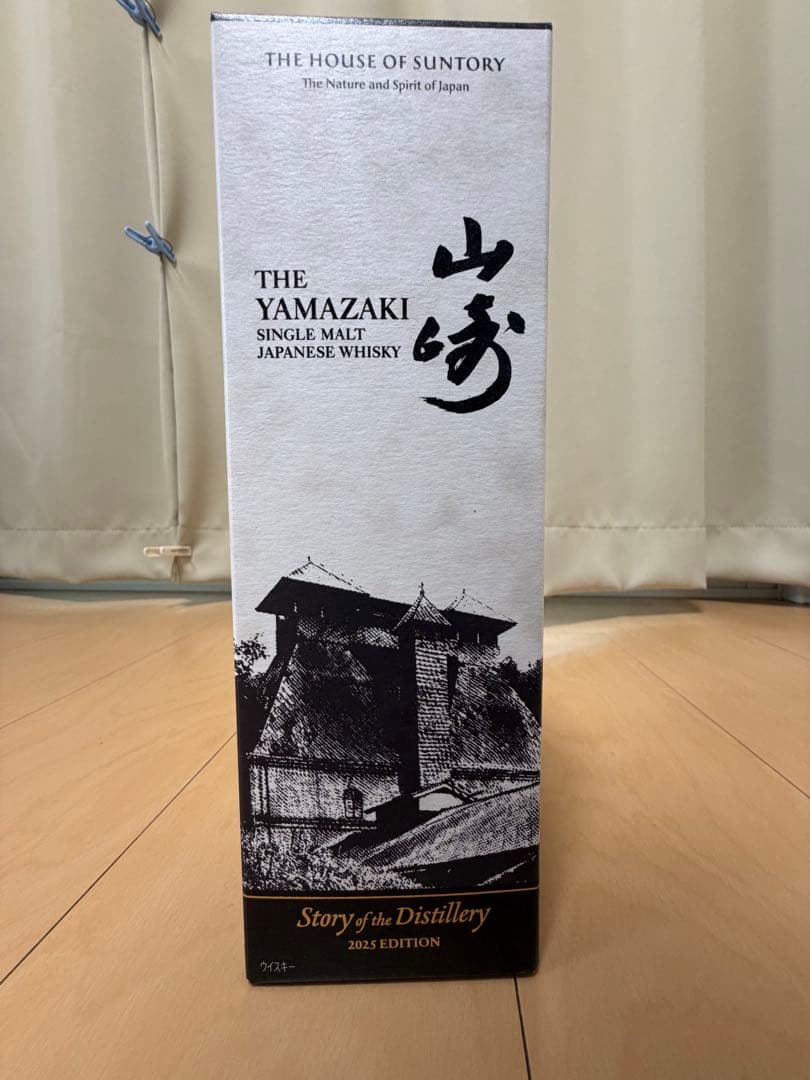 THE HOUSE OF SUNTORY
The Nature and Spirit of Japan
山崎
THE
YAMAZAKI
SINGLE MALT
JAPANESE WHISKY
Story of the Distillery
2025 EDITION
ウイスキー